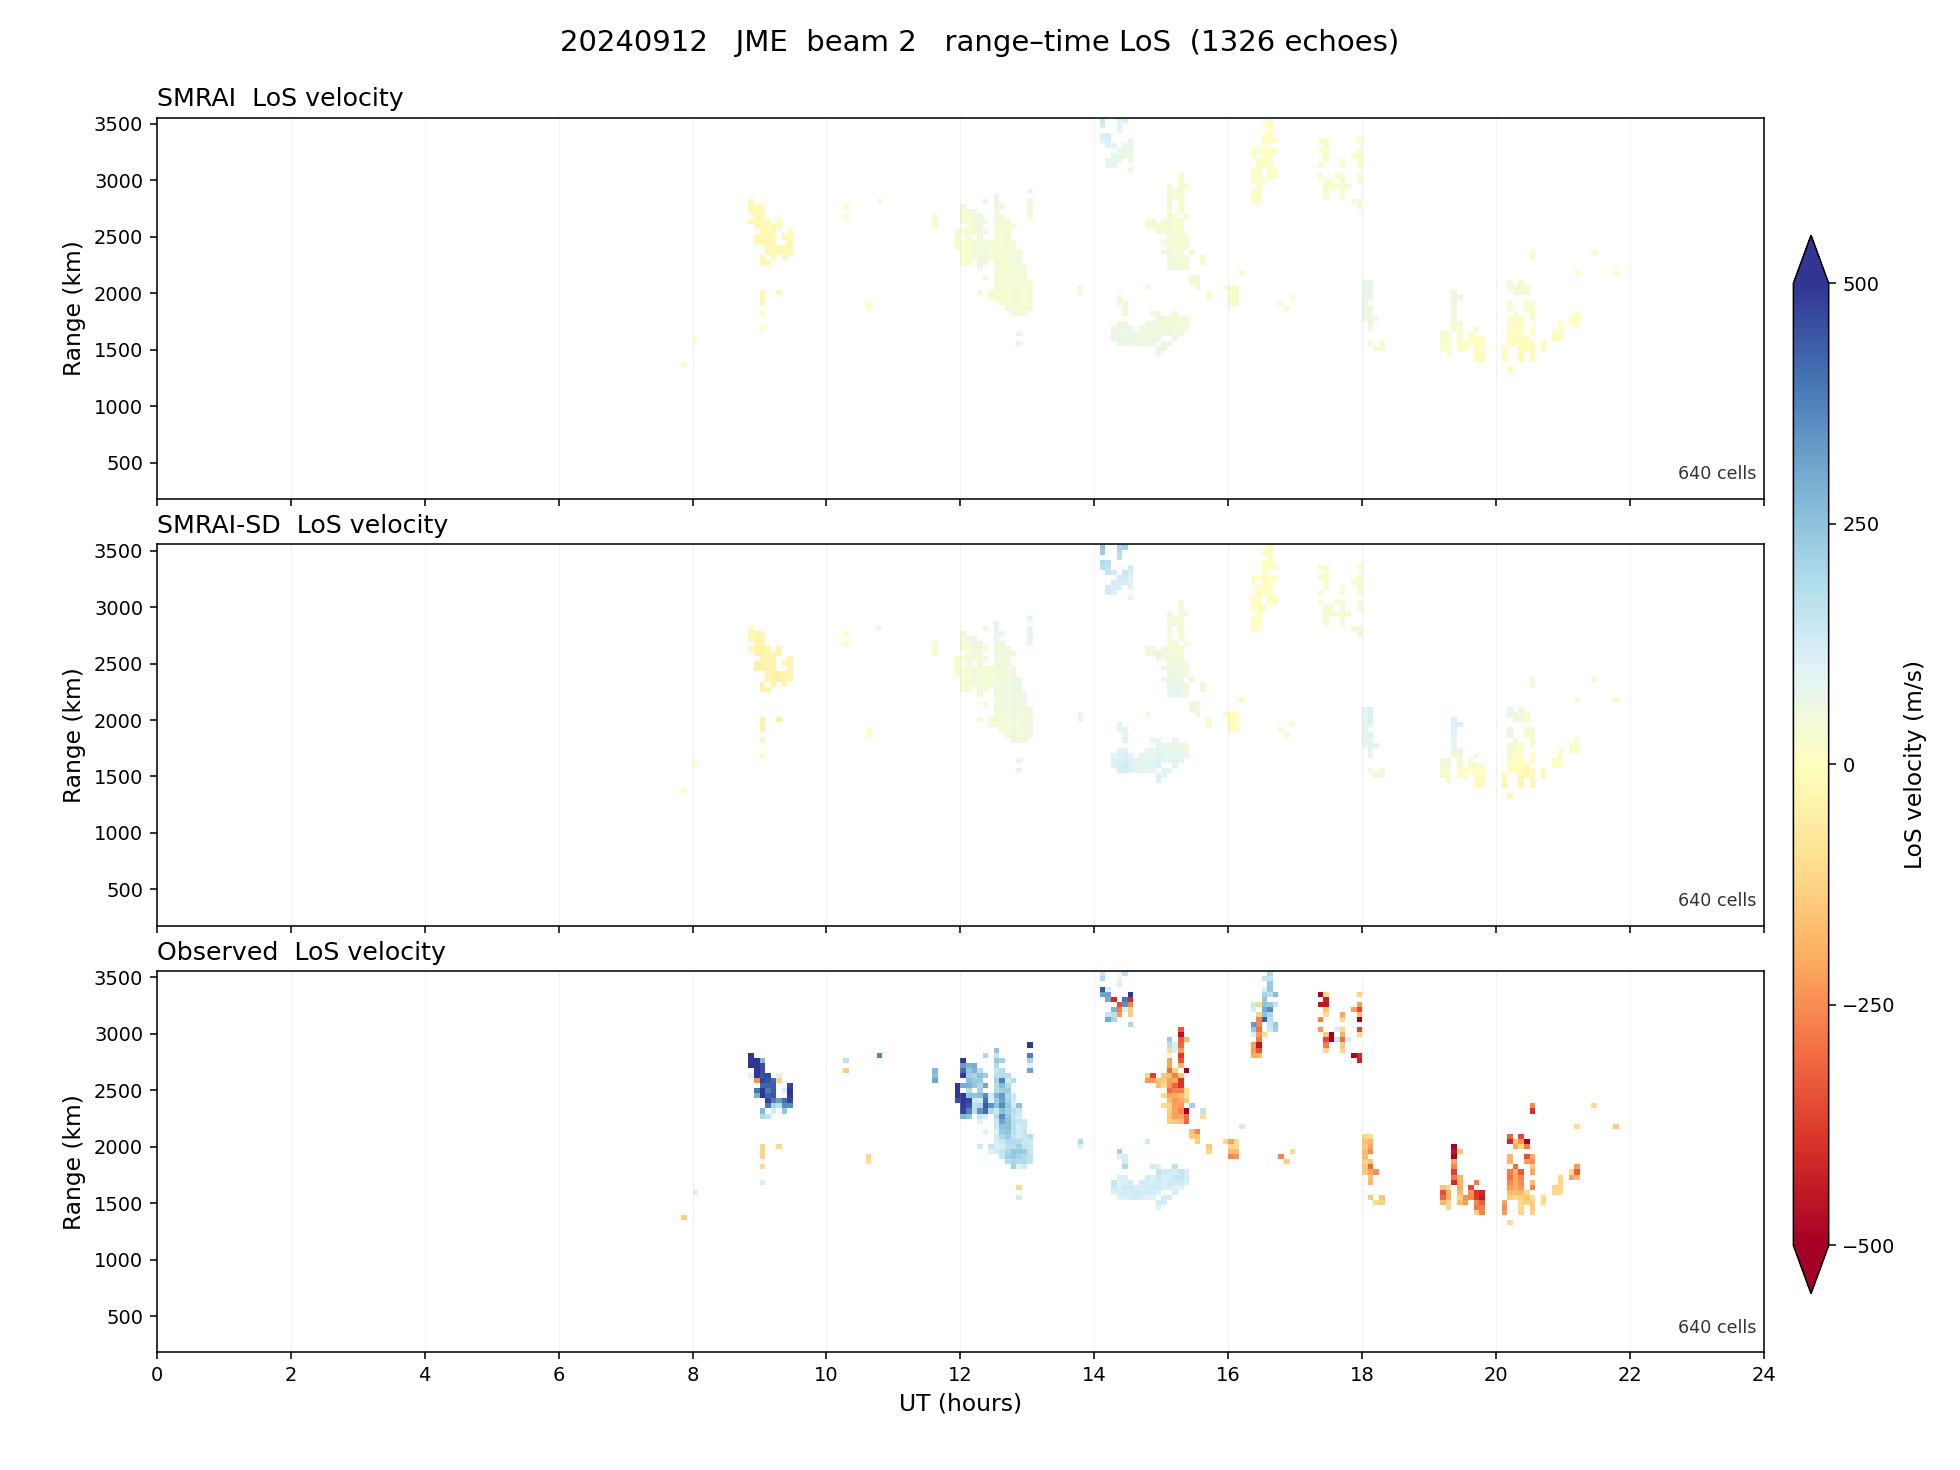 20240912 JME beam 2 range–time LoS (1326 echoes)
SMRAI LoS velocity
3500
3000
2500
2000
1500
1000
500
Range (km)
640 cells
SMRAI-SD LoS velocity
3500
3000
2500
2000
1500
1000
500
Range (km)
640 cells
Observed LoS velocity
3500
3000
2500
2000
1500
1000
500
Range (km)
640 cells
0 2 4 6 8 10 12 14 16 18 20 22 24
UT (hours)
500
250
0
−250
−500
LoS velocity (m/s)